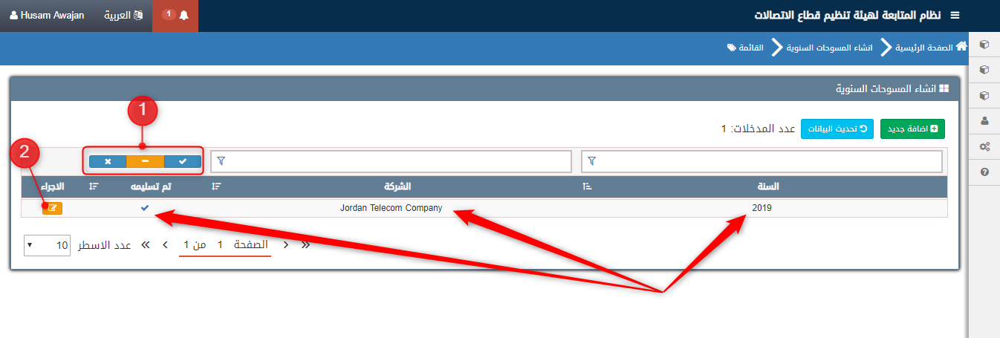 نظام المتابعة لهيئة تنظيم قطاع الاتصالات
1
العربية
Husam Awajan
الصفحة الرئيسية
انشاء المسوحات السنوية
القائمة
انشاء المسوحات السنوية
اضافة جديد
تحديث البيانات
عدد المدخلات: 1
1
2
السنة
الشركة
تم تسليمه
الاجراء
2019
Jordan Telecom Company
الصفحة 1 من 1
عدد الاسطر
10